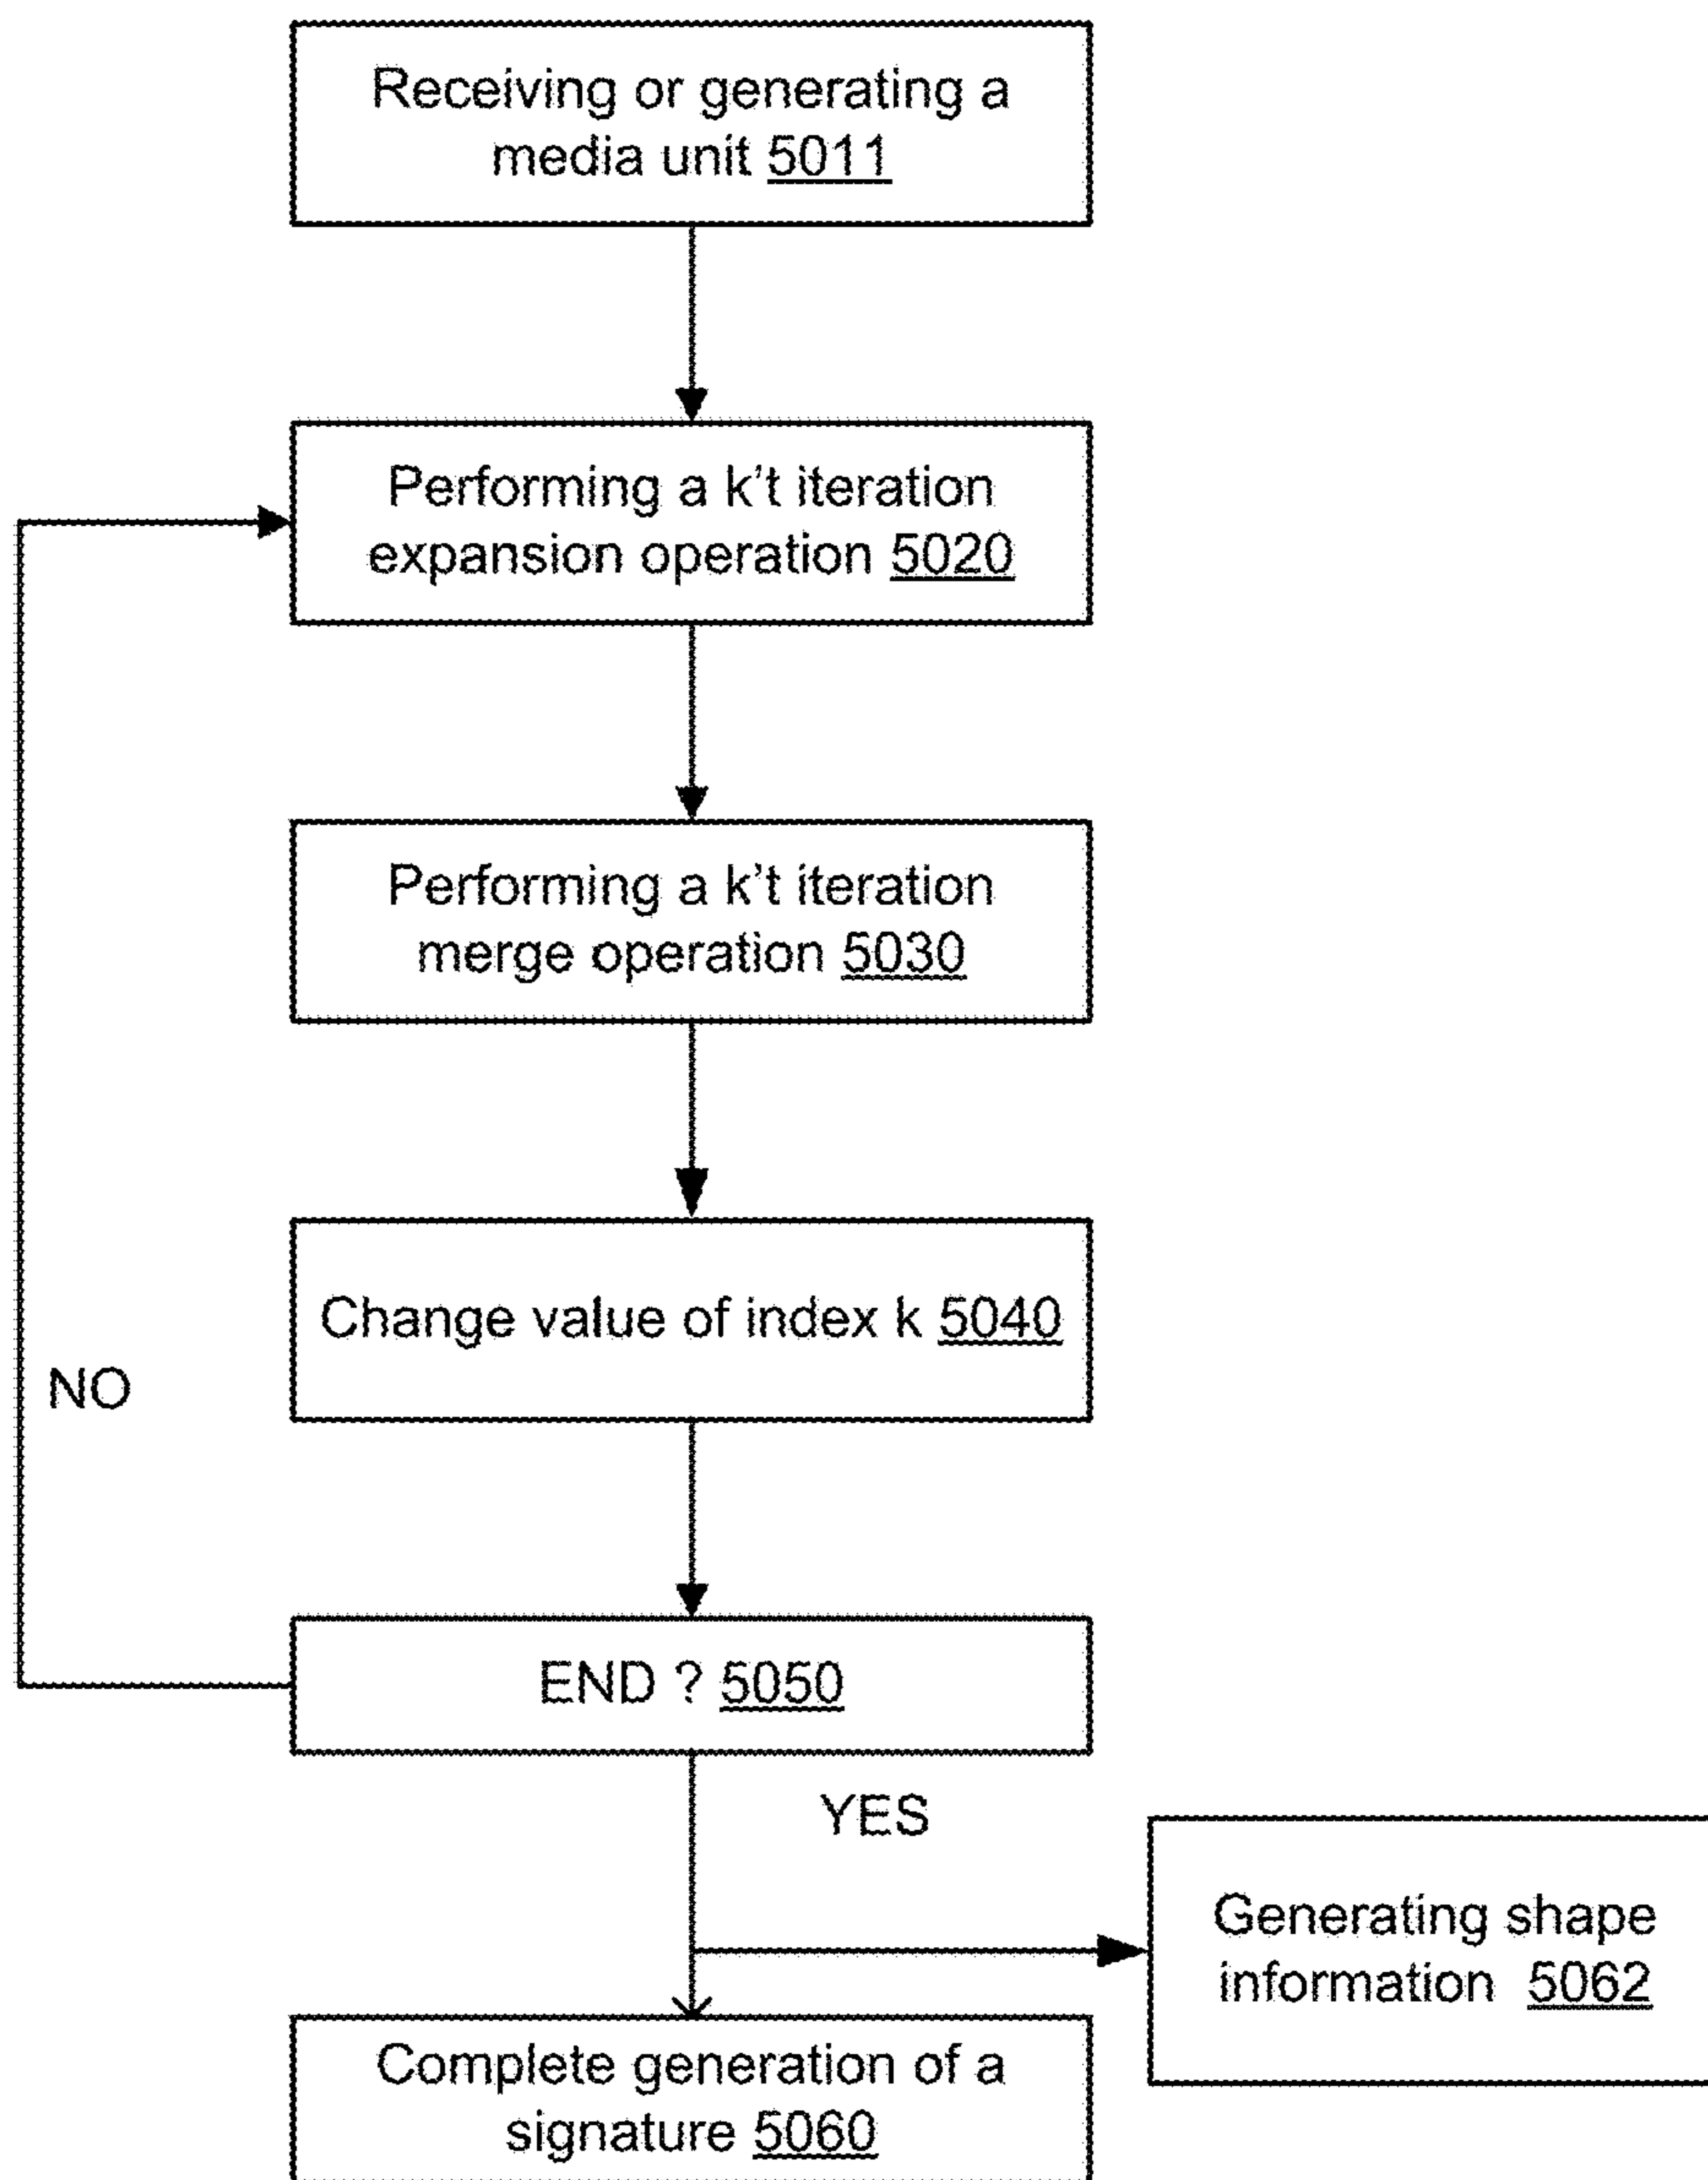 Receiving or generating a
media unit 5011
Performing a k't iteration
expansion operation 5020
Performing a k't iteration
merge operation 5030
Change value of index k 5040
NO
END ? 5050
YES
Generating shape
information 5062
Complete generation of a
signature 5060